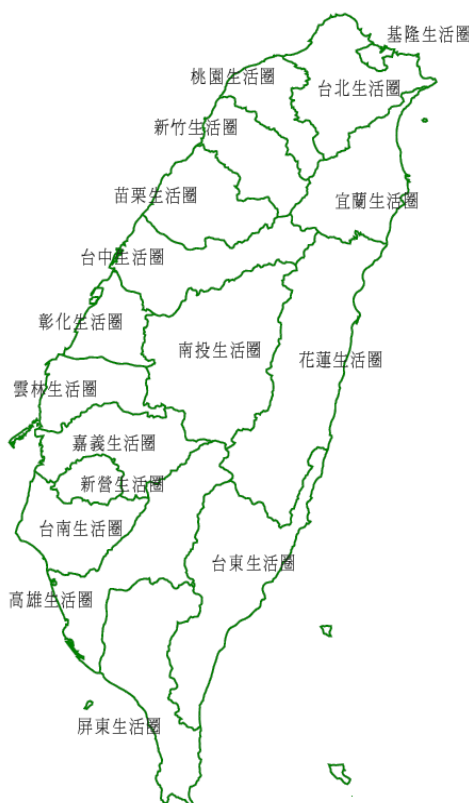 基隆生活圈
桃園生活圈
台北生活圈
新竹生活圈
苗栗生活圈
宜蘭生活圈
台中生活圈
彰化生活圈
南投生活圈
花蓮生活圈
雲林生活圈
嘉義生活圈
新營生活圈
台南生活圈
台東生活圈
高雄生活圈
屏東生活圈